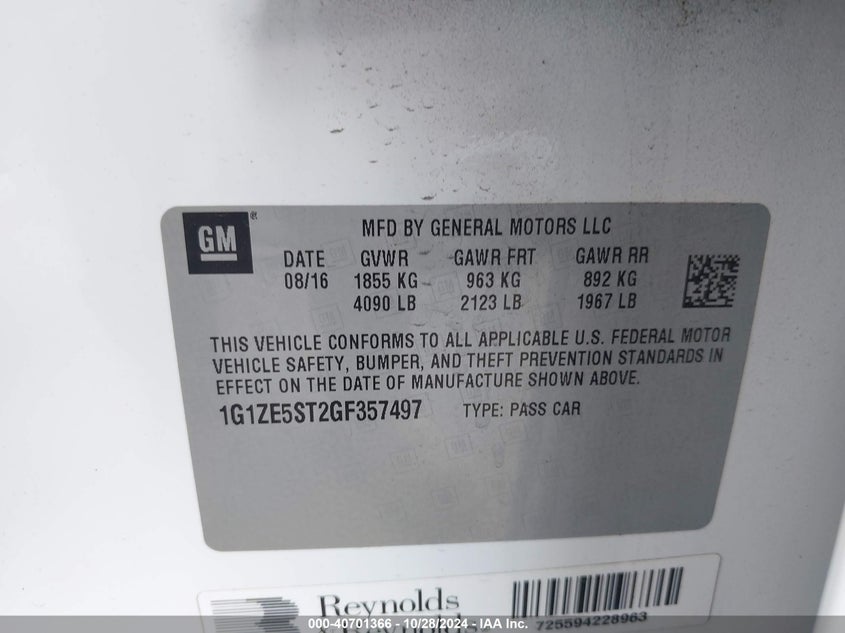 GM®
MFD BY GENERAL MOTORS LLC
DATE GVWR GAWR FRT GAWR RR
08/16 1855 KG 963 KG 892 KG
4090 LB 2123 LB 1967 LB
THIS VEHICLE CONFORMS TO ALL APPLICABLE U.S. FEDERAL MOTOR
VEHICLE SAFETY, BUMPER, AND THEFT PREVENTION STANDARDS IN
EFFECT ON THE DATE OF MANUFACTURE SHOWN ABOVE.
1G1ZE5ST2GF357497 TYPE: PASS CAR
Reynolds
725594228963
000-40701366 - 10/28/2024 - IAA Inc.